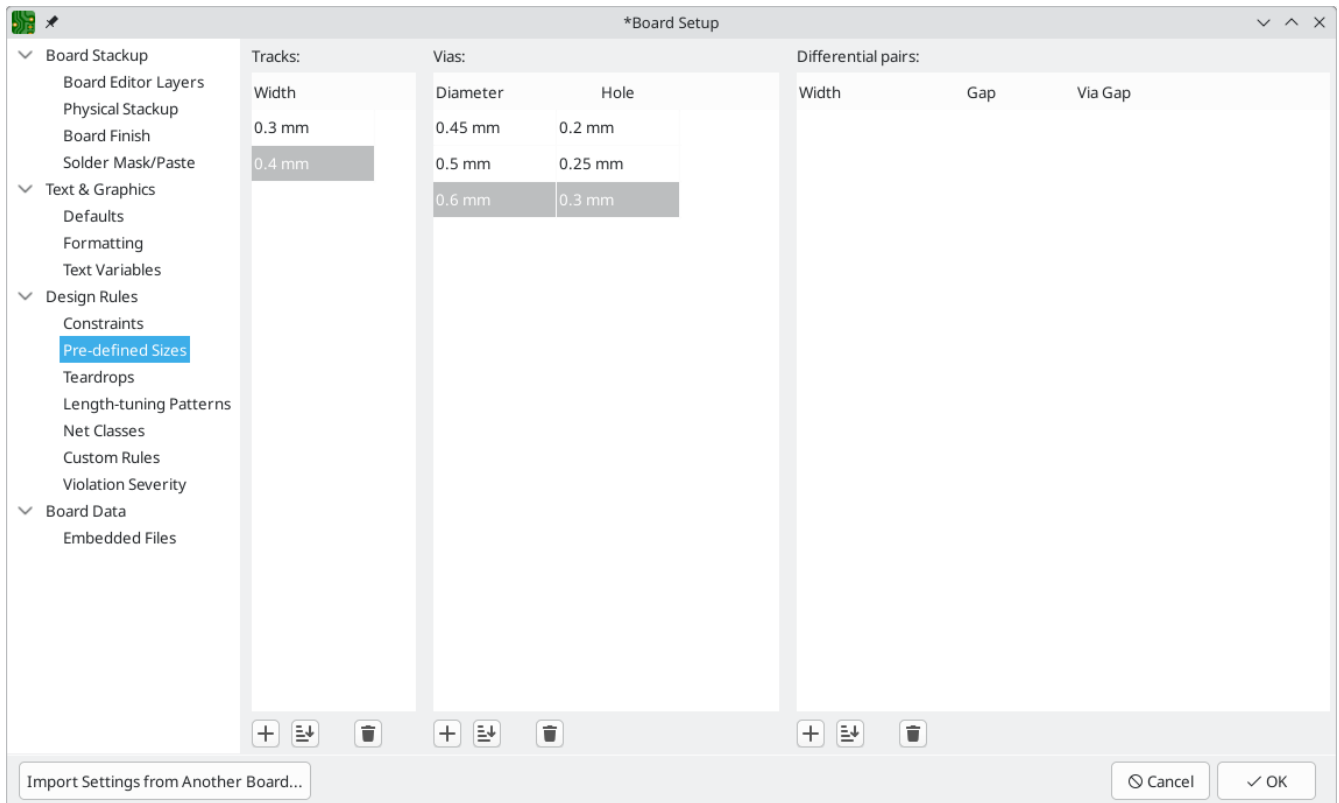 *Board Setup
Board Stackup
Board Editor Layers
Physical Stackup
Board Finish
Solder Mask/Paste
Text & Graphics
Defaults
Formatting
Text Variables
Design Rules
Constraints
Pre-defined Sizes
Teardrops
Length-tuning Patterns
Net Classes
Custom Rules
Violation Severity
Board Data
Embedded Files
Tracks:
Width
0.3 mm
0.4 mm
Vias:
Diameter Hole
0.45 mm 0.2 mm
0.5 mm 0.25 mm
0.6 mm 0.3 mm
Differential pairs:
Width Gap Via Gap
Import Settings from Another Board...
Cancel
OK